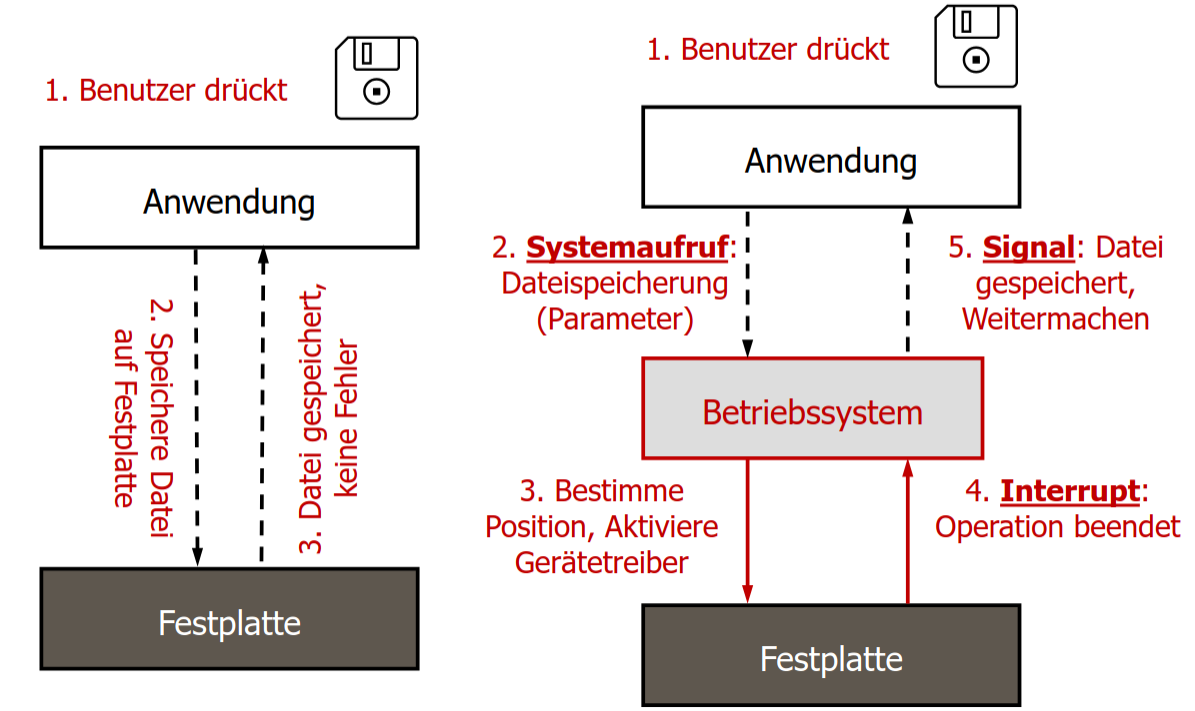 1. Benutzer drückt
Anwendung
2. Speichere Datei
auf Festplatte
3. Datei gespeichert,
keine Fehler
Festplatte
1. Benutzer drückt
Anwendung
2. Systemaufruf:
Dateispeicherung
(Parameter)
5. Signal: Datei
gespeichert,
Weitermachen
Betriebssystem
3. Bestimme
Position, Aktiviere
Gerätetreiber
4. Interrupt:
Operation beendet
Festplatte